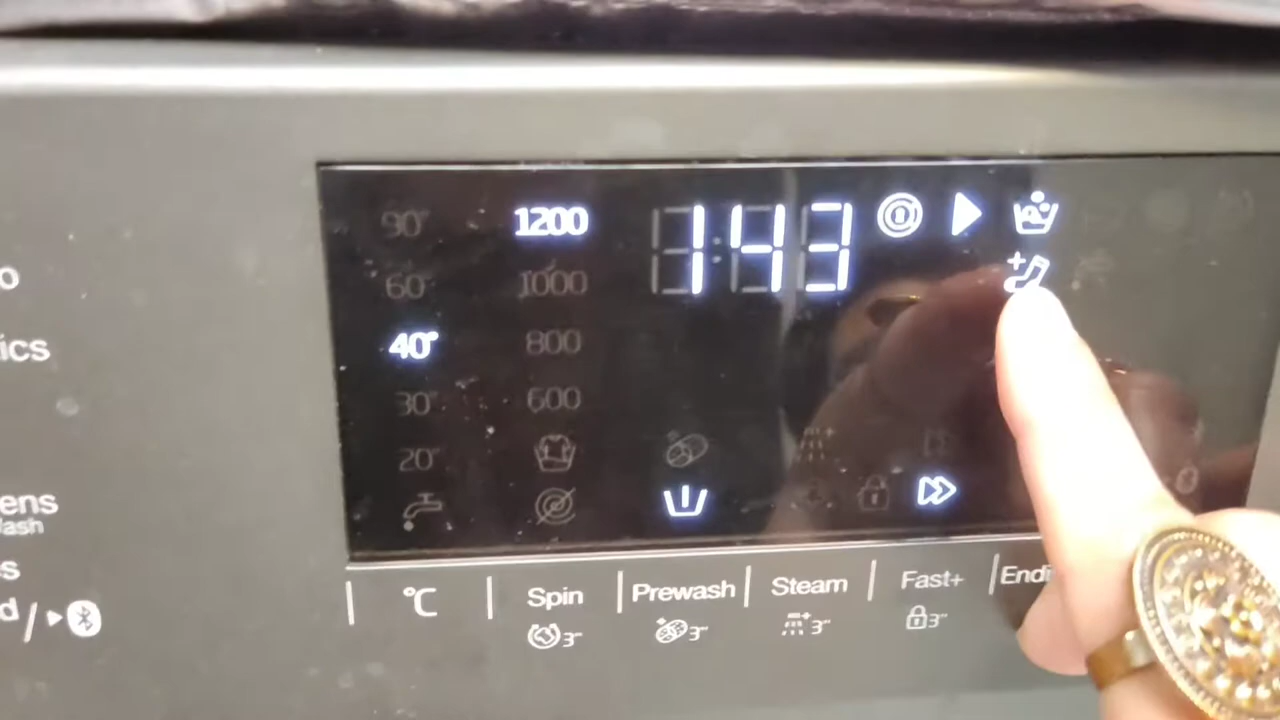 90° 1200 1:43
60° 1000
40° 800
30° 600
20°
o
ics
ens
ash
s
d/
°C Spin Prewash Steam Fast+ Endi
3" 3" 3" 3"